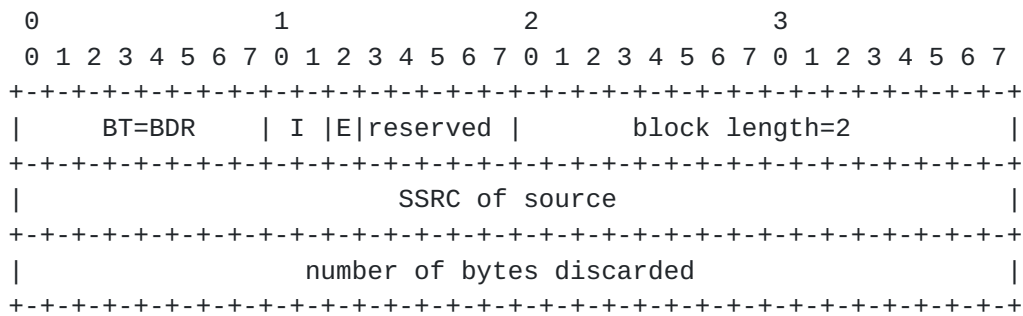 0                   1                   2                   3
0 1 2 3 4 5 6 7 0 1 2 3 4 5 6 7 0 1 2 3 4 5 6 7 0 1 2 3 4 5 6 7
+-+-+-+-+-+-+-+-+-+-+-+-+-+-+-+-+-+-+-+-+-+-+-+-+-+-+-+-+-+-+-+-+
|     BT=BDR    | I |E|reserved |       block length=2          |
+-+-+-+-+-+-+-+-+-+-+-+-+-+-+-+-+-+-+-+-+-+-+-+-+-+-+-+-+-+-+-+-+
|                        SSRC of source                         |
+-+-+-+-+-+-+-+-+-+-+-+-+-+-+-+-+-+-+-+-+-+-+-+-+-+-+-+-+-+-+-+-+
|                  number of bytes discarded                    |
+-+-+-+-+-+-+-+-+-+-+-+-+-+-+-+-+-+-+-+-+-+-+-+-+-+-+-+-+-+-+-+-+